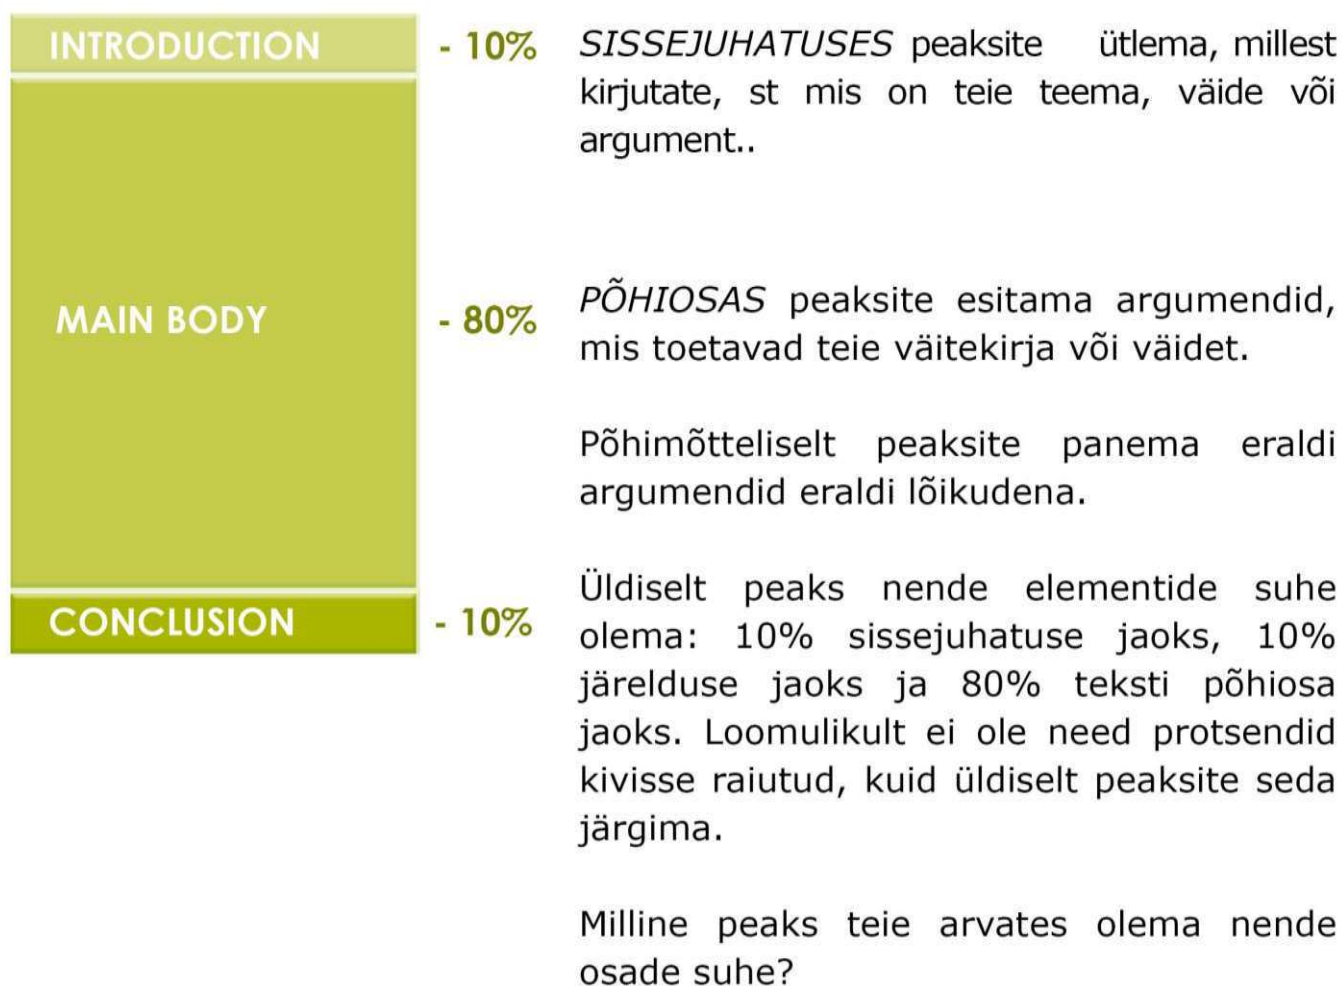 INTRODUCTION
- 10%
SISSEJUHATUSES peaksite ütlema, millest
kirjutate, st mis on teie teema, väide või
argument..
MAIN BODY
- 80%
PÕHIOSAS peaksite esitama argumendid,
mis toetavad teie väitekirja või väidet.
Põhimõtteliselt peaksite panema eraldi
argumendid eraldi lõikudena.
CONCLUSION
- 10%
Üldiselt peaks nende elementide suhe
olema: 10% sissejuhatuse jaoks, 10%
järelduse jaoks ja 80% teksti põhiosa
jaoks. Loomulikult ei ole need protsendid
kivisse raiutud, kuid üldiselt peaksite seda
järgima.
Milline peaks teie arvates olema nende
osade suhe?